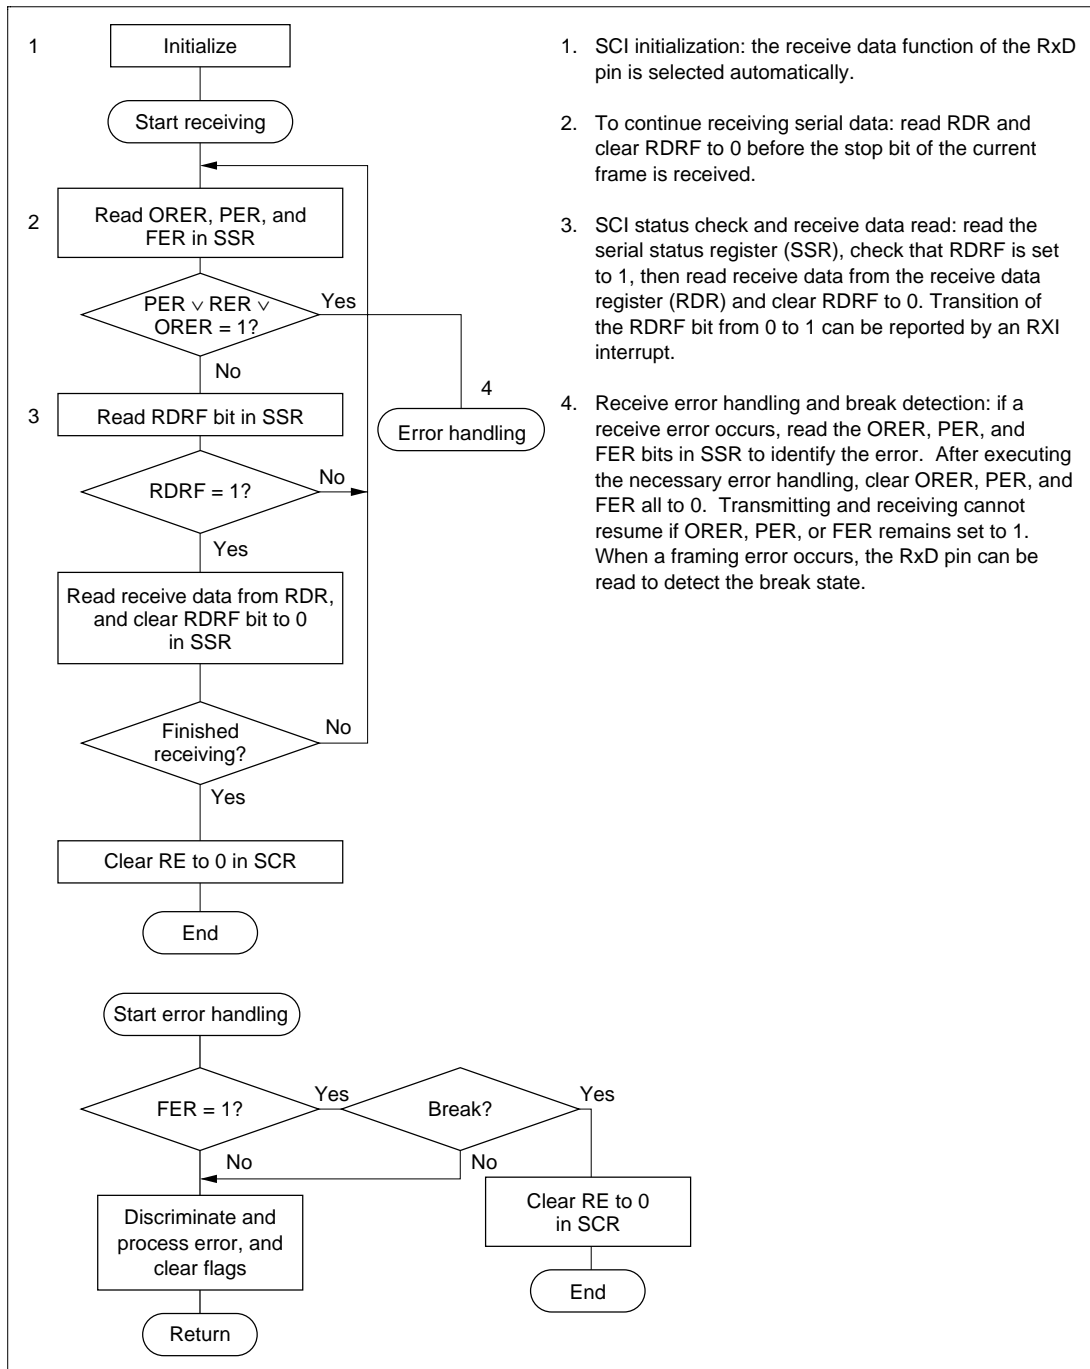 1
Initialize
Start receiving
2
Read ORER, PER, and
FER in SSR
PER ∨ RER ∨
ORER = 1?
Yes
No
4
Error handling
3
Read RDRF bit in SSR
RDRF = 1?
No
Yes
Read receive data from RDR,
and clear RDRF bit to 0
in SSR
Finished
receiving?
No
Yes
Clear RE to 0 in SCR
End
1. SCI initialization: the receive data function of the RxD
pin is selected automatically.
2. To continue receiving serial data: read RDR and
clear RDRF to 0 before the stop bit of the current
frame is received.
3. SCI status check and receive data read: read the
serial status register (SSR), check that RDRF is set
to 1, then read receive data from the receive data
register (RDR) and clear RDRF to 0. Transition of
the RDRF bit from 0 to 1 can be reported by an RXI
interrupt.
4. Receive error handling and break detection: if a
receive error occurs, read the ORER, PER, and
FER bits in SSR to identify the error. After executing
the necessary error handling, clear ORER, PER, and
FER all to 0. Transmitting and receiving cannot
resume if ORER, PER, or FER remains set to 1.
When a framing error occurs, the RxD pin can be
read to detect the break state.
Start error handling
FER = 1?
Yes
Break?
Yes
No
No
Clear RE to 0
in SCR
End
Discriminate and
process error, and
clear flags
Return